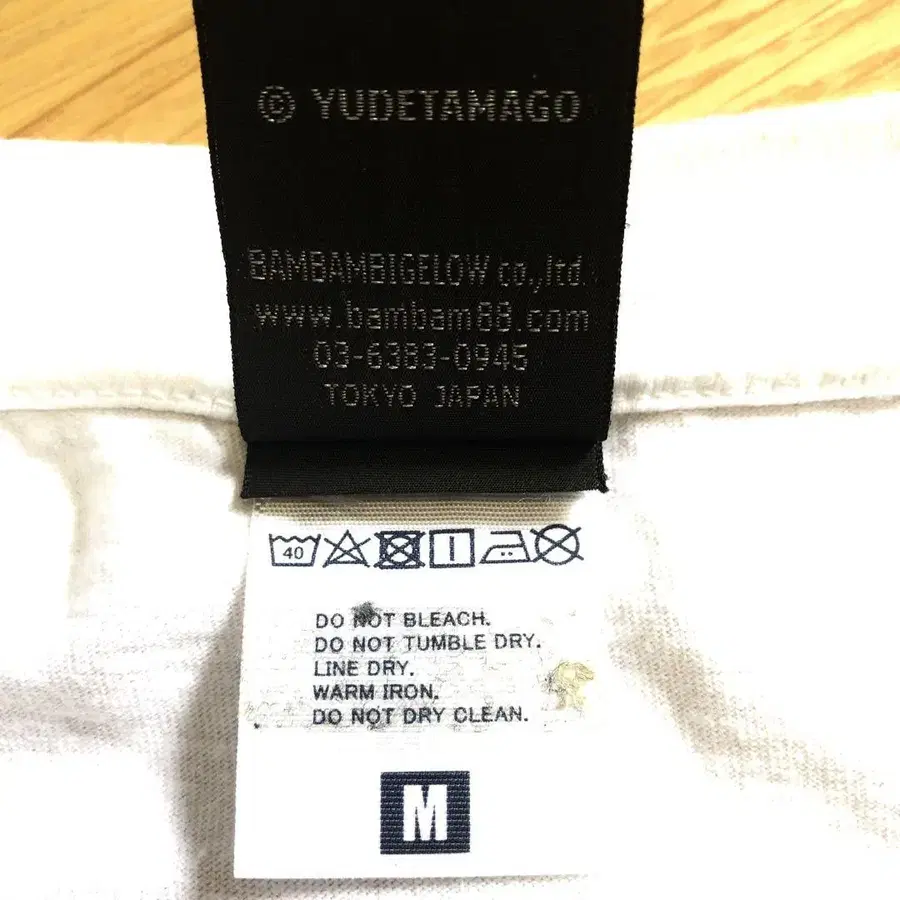 © YUDETAMAGO
BAMBAMBIGELOW co.,ltd.
www.bambam88.com
03-6383-0945
TOKYO JAPAN
40
DO NOT BLEACH.
DO NOT TUMBLE DRY.
LINE DRY.
WARM IRON.
DO NOT DRY CLEAN.
M